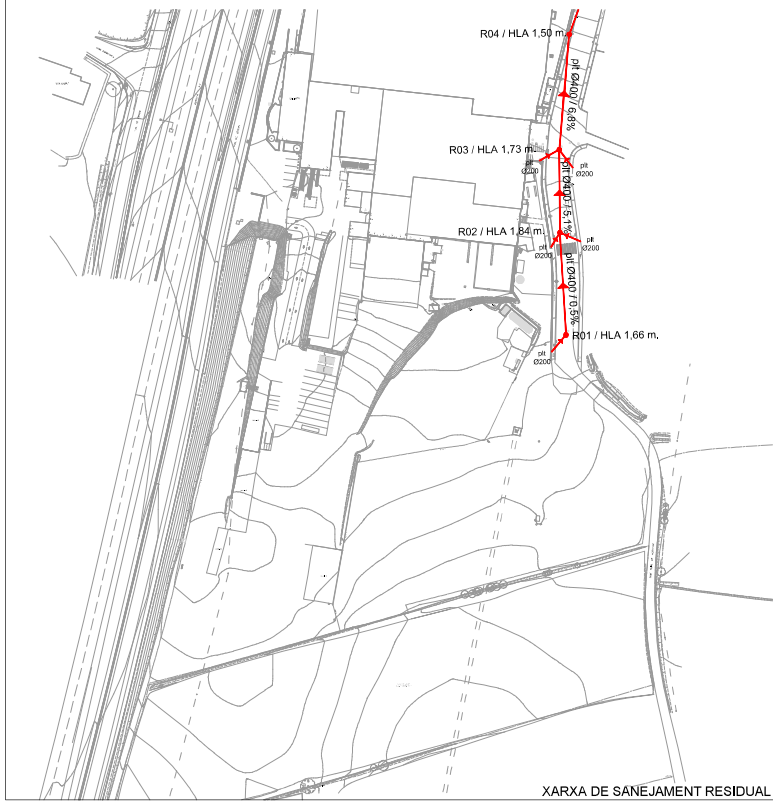 R04 / HLA 1,50 m.
plt Ø400 / 6,8%
R03 / HLA 1,73 m.
plt
Ø200
plt
Ø200
plt Ø400 / 5,1%
R02 / HLA 1,84 m.
plt
Ø200
plt
Ø200
plt Ø400 / 0,5%
R01 / HLA 1,66 m.
plt
Ø200
XARXA DE SANEJAMENT RESIDUAL